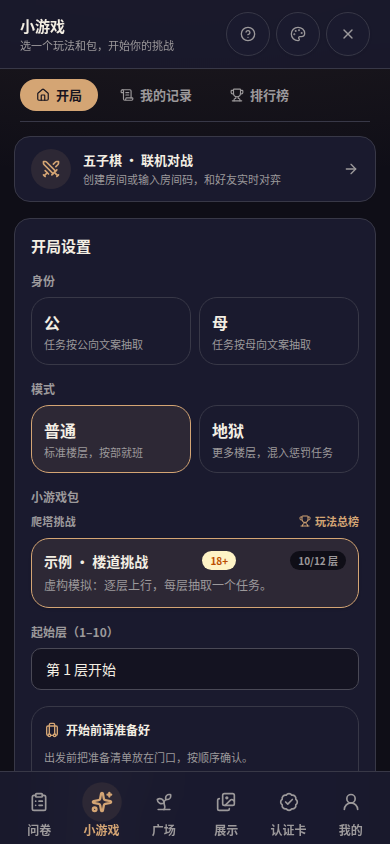 小游戏
选一个玩法和包，开始你的挑战
开局
我的记录
排行榜
五子棋 · 联机对战
创建房间或输入房间码，和好友实时对弈
开局设置
身份
公
任务按公向文案抽取
母
任务按母向文案抽取
模式
普通
标准楼层，按部就班
地狱
更多楼层，混入惩罚任务
小游戏包
爬塔挑战
玩法总榜
示例 · 楼道挑战
18+
10/12 层
虚构模拟：逐层上行，每层抽取一个任务。
起始层（1–10）
第 1 层开始
开始前请准备好
出发前把准备清单放在门口，按顺序确认。
问卷
小游戏
广场
展示
认证卡
我的